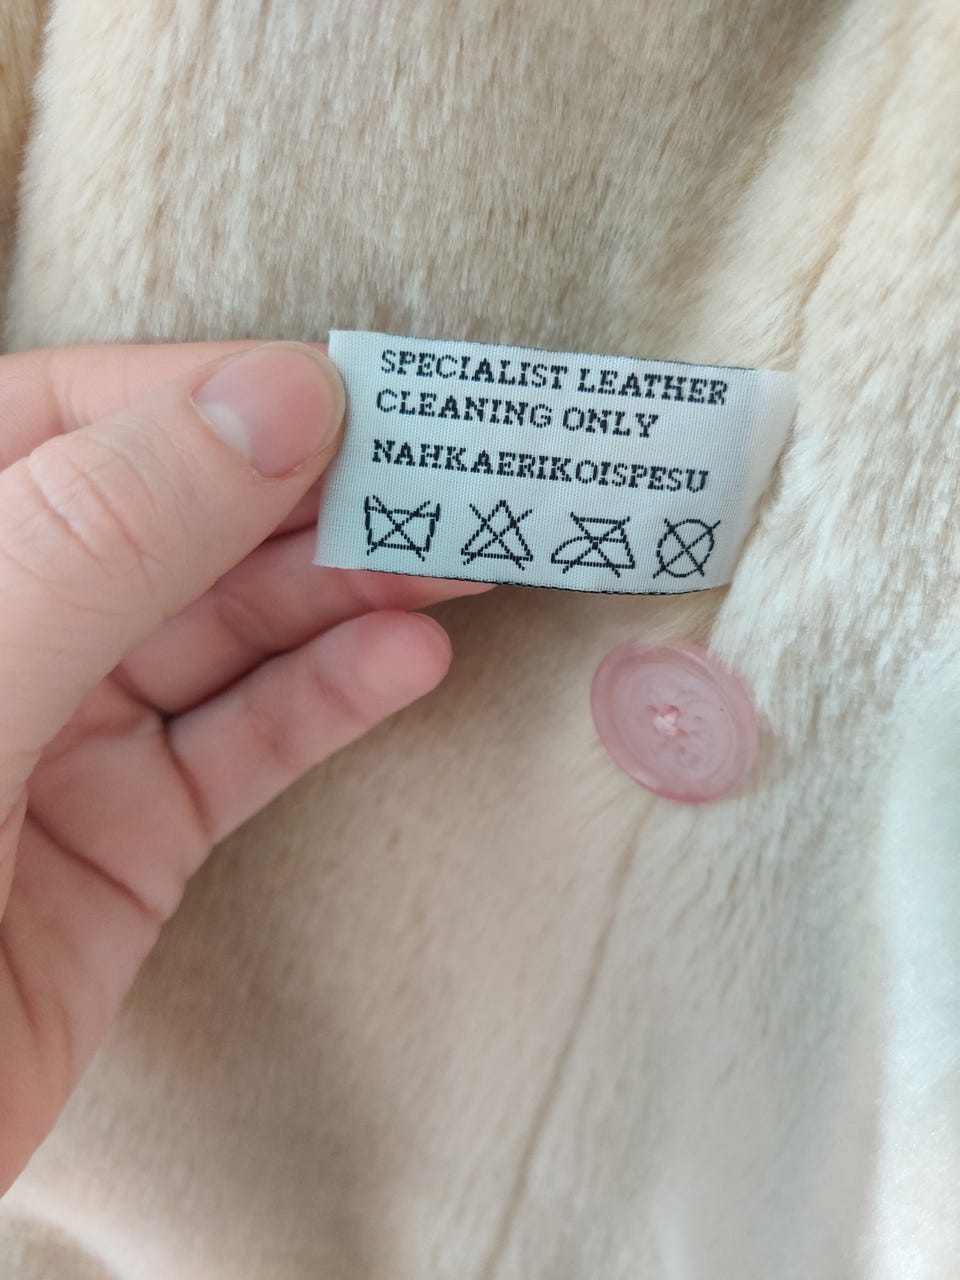 SPECIALIST LEATHER
CLEANING ONLY
NAHKAERIKOISPESU